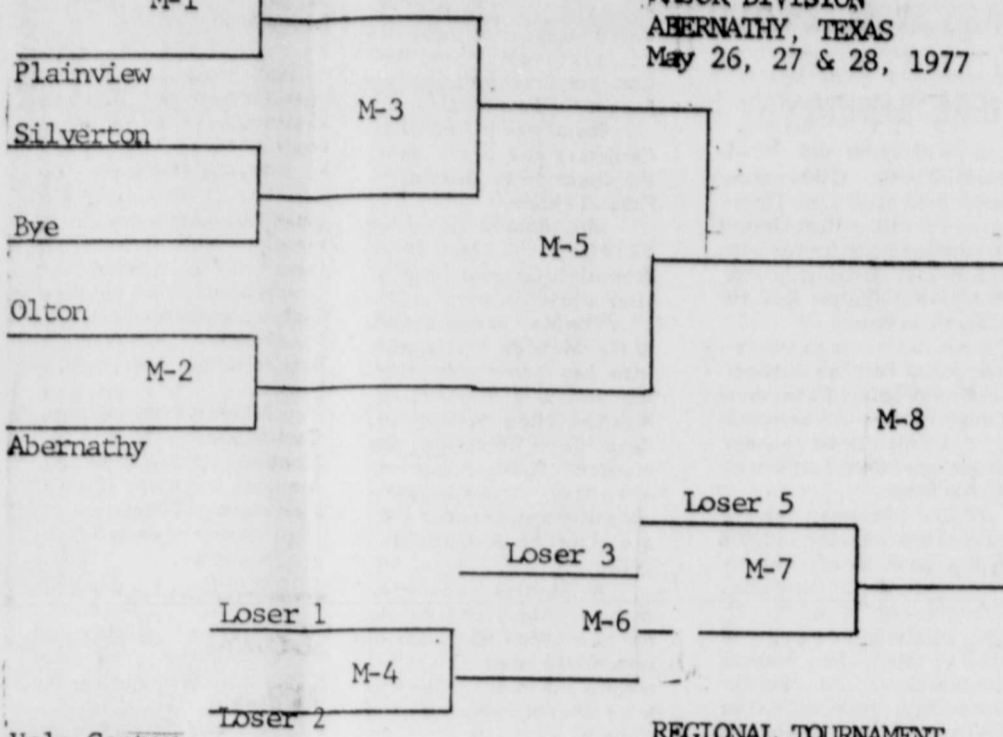 M-1
DIVISION
ABERNATHY, TEXAS
May 26, 27 & 28, 1977
Plainview
M-3
Silverton
Bye
M-5
Olton
M-2
M-8
Abernathy
Loser 5
Loser 3
M-7
Loser 1
M-6
M-4
Loser 2
REGIONAL TOURNAMENT